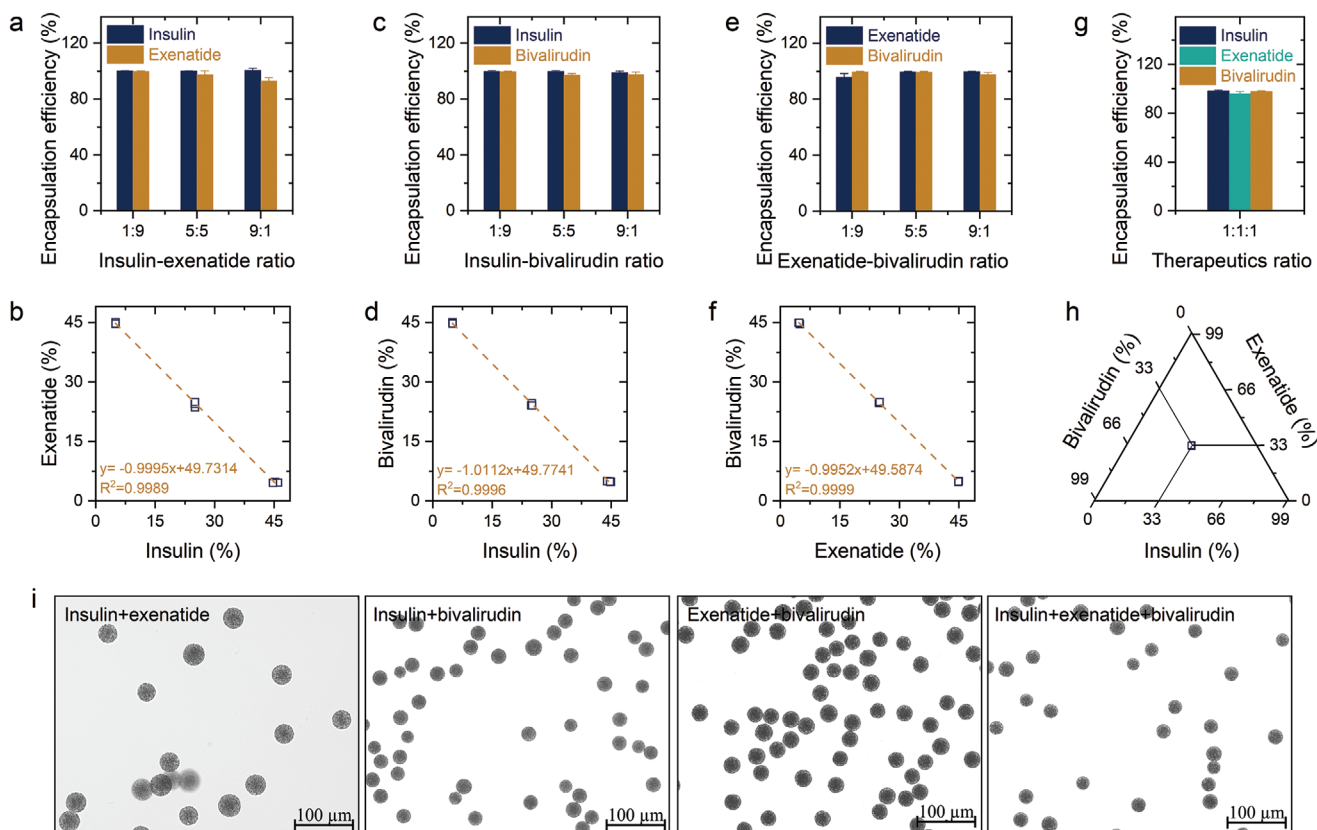 a
Encapsulation efficiency (%)
120
80
40
0
Insulin
Exenatide
1:9 5:5 9:1
Insulin-exenatide ratio
c
Encapsulation efficiency (%)
120
80
40
0
Insulin
Bivalirudin
1:9 5:5 9:1
Insulin-bivalirudin ratio
e
Encapsulation efficiency (%)
120
80
40
0
Exenatide
Bivalirudin
1:9 5:5 9:1
Exenatide-bivalirudin ratio
g
Encapsulation efficiency (%)
120
80
40
0
Insulin
Exenatide
Bivalirudin
1:1:1
Therapeutics ratio
b
Exenatide (%)
45
30
15
0
y= -0.9995x+49.7314
R²=0.9989
0 15 30 45
Insulin (%)
d
Bivalirudin (%)
45
30
15
0
y= -1.0112x+49.7741
R²=0.9996
0 15 30 45
Insulin (%)
f
Bivalirudin (%)
45
30
15
0
y= -0.9952x+49.5874
R²=0.9999
0 15 30 45
Exenatide (%)
h
Bivalirudin (%)
0
33
66
99
Exenatide (%)
99
66
33
0
0 33 66 99
Insulin (%)
i
Insulin+exenatide
100 μm
Insulin+bivalirudin
100 μm
Exenatide+bivalirudin
100 μm
Insulin+exenatide+bivalirudin
100 μm